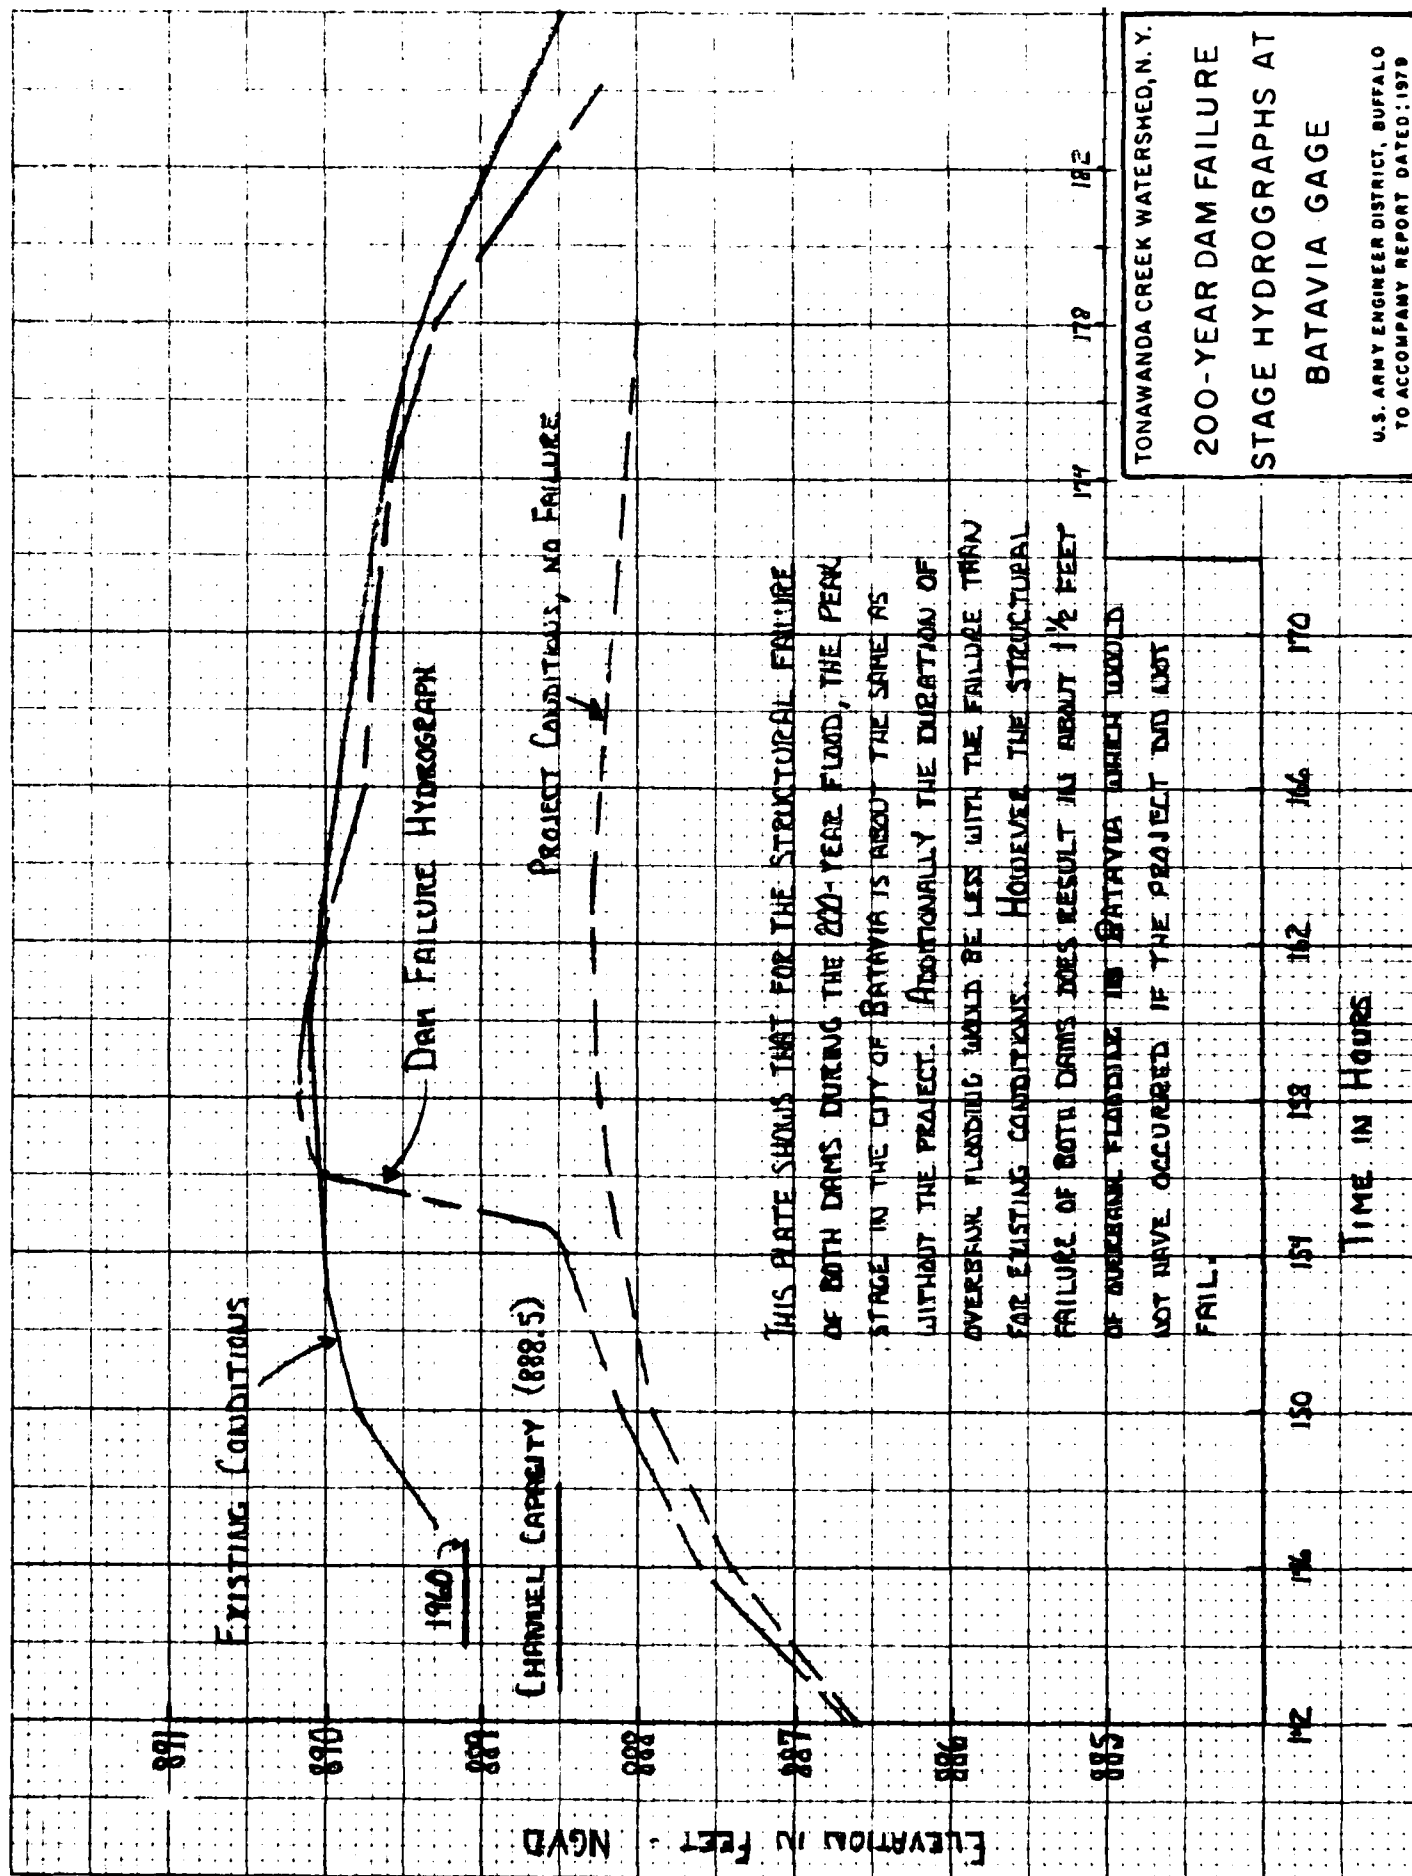 EXISTING CONDITIONS
1960
CHANNEL CAPACITY (888.5)
DAM FAILURE HYDROGRAPH
PROJECT CONDITIONS, NO FAILURE
ELEVATION IN FEET - NGVD
891
890
889
888
887
886
885
THIS PLATE SHOWS THAT FOR THE STRUCTURAL FAILURE
OF BOTH DAMS DURING THE 200-YEAR FLOOD, THE PEAK
STAGE IN THE CITY OF BATAVIA IS ABOUT THE SAME AS
WITHOUT THE PROJECT. ADDITIONALLY THE DURATION OF
OVERBANK FLOODING WOULD BE LESS WITH THE FAILURE THAN
FOR EXISTING CONDITIONS. HOWEVER THE STRUCTURAL
FAILURE OF BOTH DAMS DOES RESULT IN ABOUT 1½ FEET
OF OVERBANK FLOODING IN BATAVIA WHICH WOULD
NOT HAVE OCCURRED IF THE PROJECT DID NOT
FAIL.
142 146 150 154 158 162 166 170 174 178 182
TIME IN HOURS
TONAWANDA CREEK WATERSHED, N.Y.
200-YEAR DAM FAILURE
STAGE HYDROGRAPHS AT
BATAVIA GAGE
U.S. ARMY ENGINEER DISTRICT, BUFFALO
TO ACCOMPANY REPORT DATED: 1979